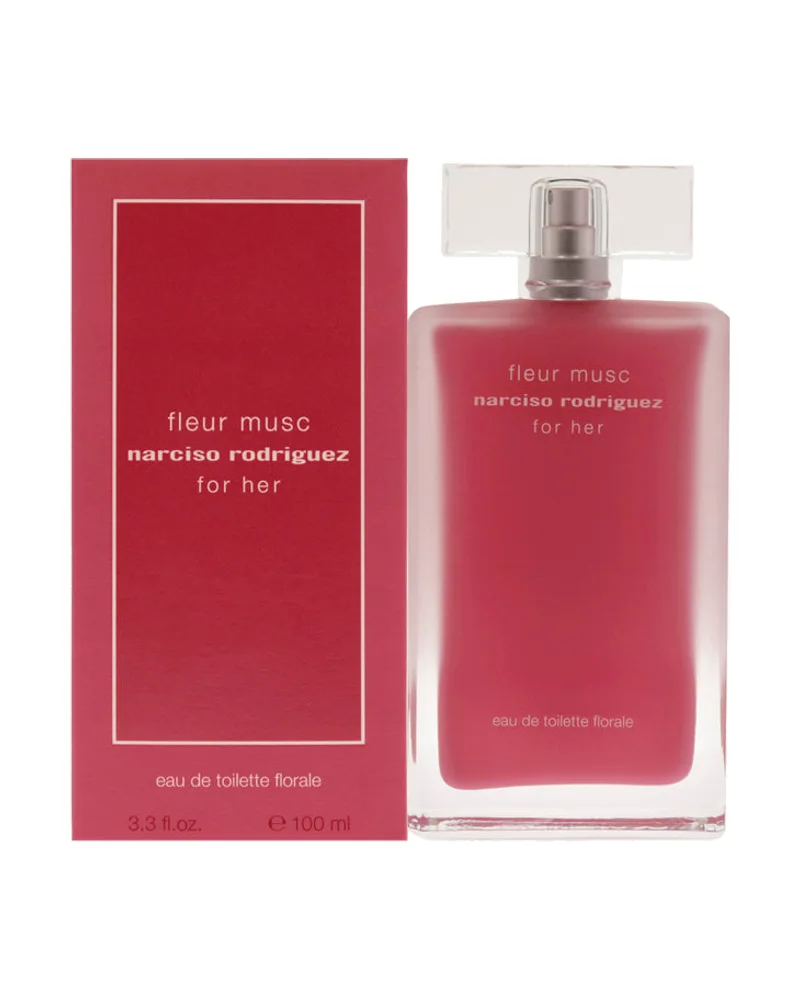 fleur musc
narciso rodriguez
for her
eau de toilette florale
3.3 fl.oz. ℮ 100 ml
fleur musc
narciso rodriguez
for her
eau de toilette florale